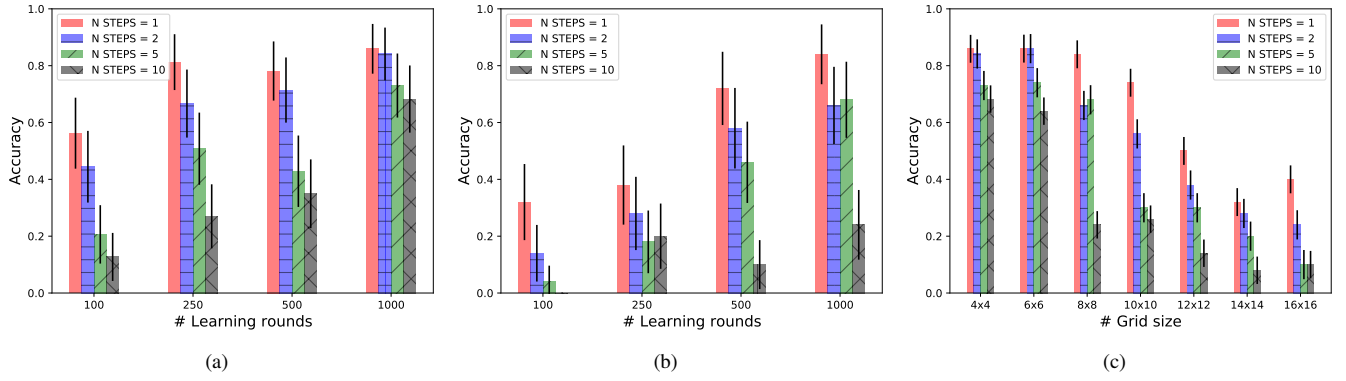 1.0
0.8
0.6
0.4
0.2
0.0
Accuracy
N STEPS = 1
N STEPS = 2
N STEPS = 5
N STEPS = 10
100 250 500 1000
# Learning rounds
(a)
1.0
0.8
0.6
0.4
0.2
0.0
Accuracy
N STEPS = 1
N STEPS = 2
N STEPS = 5
N STEPS = 10
100 250 500 1000
# Learning rounds
(b)
1.0
0.8
0.6
0.4
0.2
0.0
Accuracy
N STEPS = 1
N STEPS = 2
N STEPS = 5
N STEPS = 10
4x4 6x6 8x8 10x10 12x12 14x14 16x16
# Grid size
(c)